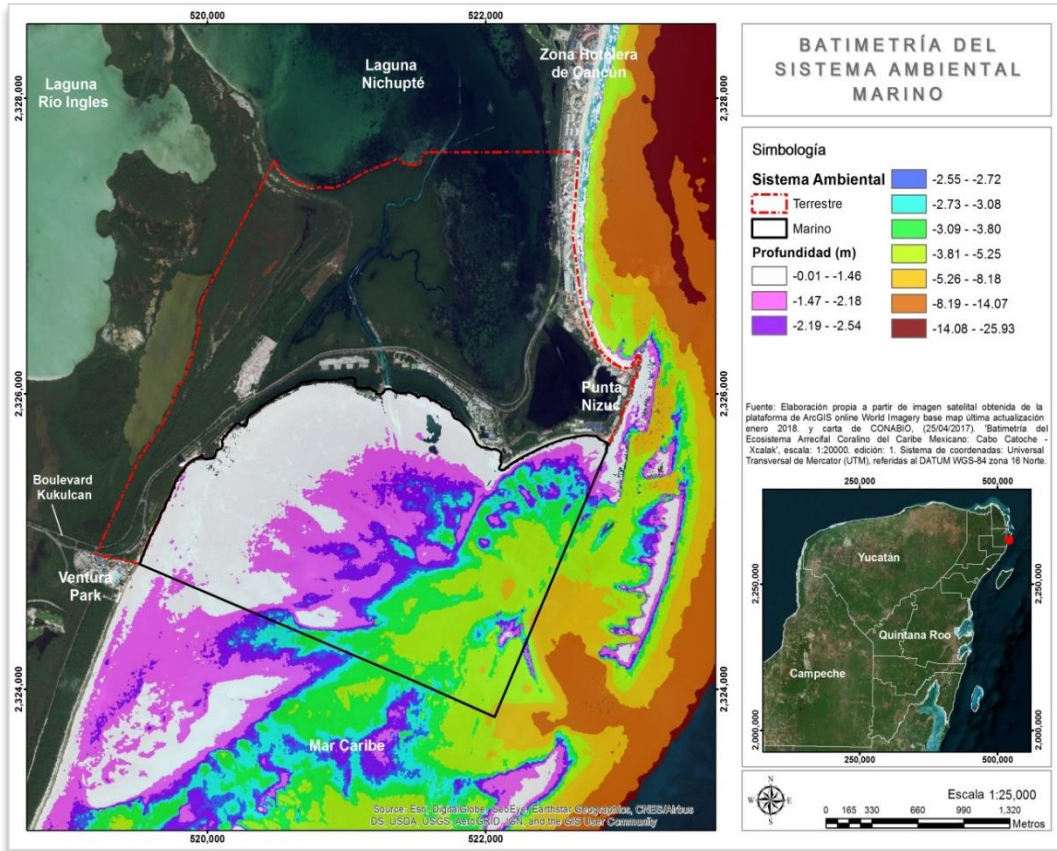 520,000
522,000
Laguna
Río Ingles
Laguna
Nichupté
Zona Hotelera
de Cancún
2,328,000
2,328,000
2,326,000
2,326,000
Punta
Nizuc
Boulevard
Kukulcan
Ventura
Park
2,324,000
2,324,000
Mar Caribe
Source: Esri, DigitalGlobe, GeoEye, Earthstar Geographics, CNES/Airbus
DS, USDA, USGS, AeroGRID, IGN, and the GIS User Community
520,000
522,000
BATIMETRÍA DEL
SISTEMA AMBIENTAL
MARINO
Simbología
Sistema Ambiental
Terrestre
Marino
Profundidad (m)
-0.01 - -1.46
-1.47 - -2.18
-2.19 - -2.54
-2.55 - -2.72
-2.73 - -3.08
-3.09 - -3.80
-3.81 - -5.25
-5.26 - -8.18
-8.19 - -14.07
-14.08 - -25.93
Fuente: Elaboración propia a partir de imagen satelital obtenida de la
plataforma de ArcGIS online World Imagery base map última actualización
enero 2018. y carta de CONABIO, (25/04/2017). 'Batimetría del
Ecosistema Arrecifal Coralino del Caribe Mexicano: Cabo Catoche -
Xcalak', escala: 1:20000. edición: 1. Sistema de coordenadas: Universal
Transversal de Mercator (UTM), referidas al DATUM WGS-84 zona 16 Norte.
250,000
500,000
Yucatán
2,250,000
2,250,000
Quintana Roo
Campeche
2,000,000
2,000,000
250,000
500,000
N
W
E
S
Escala 1:25,000
0 165 330 660 990 1,320
Metros